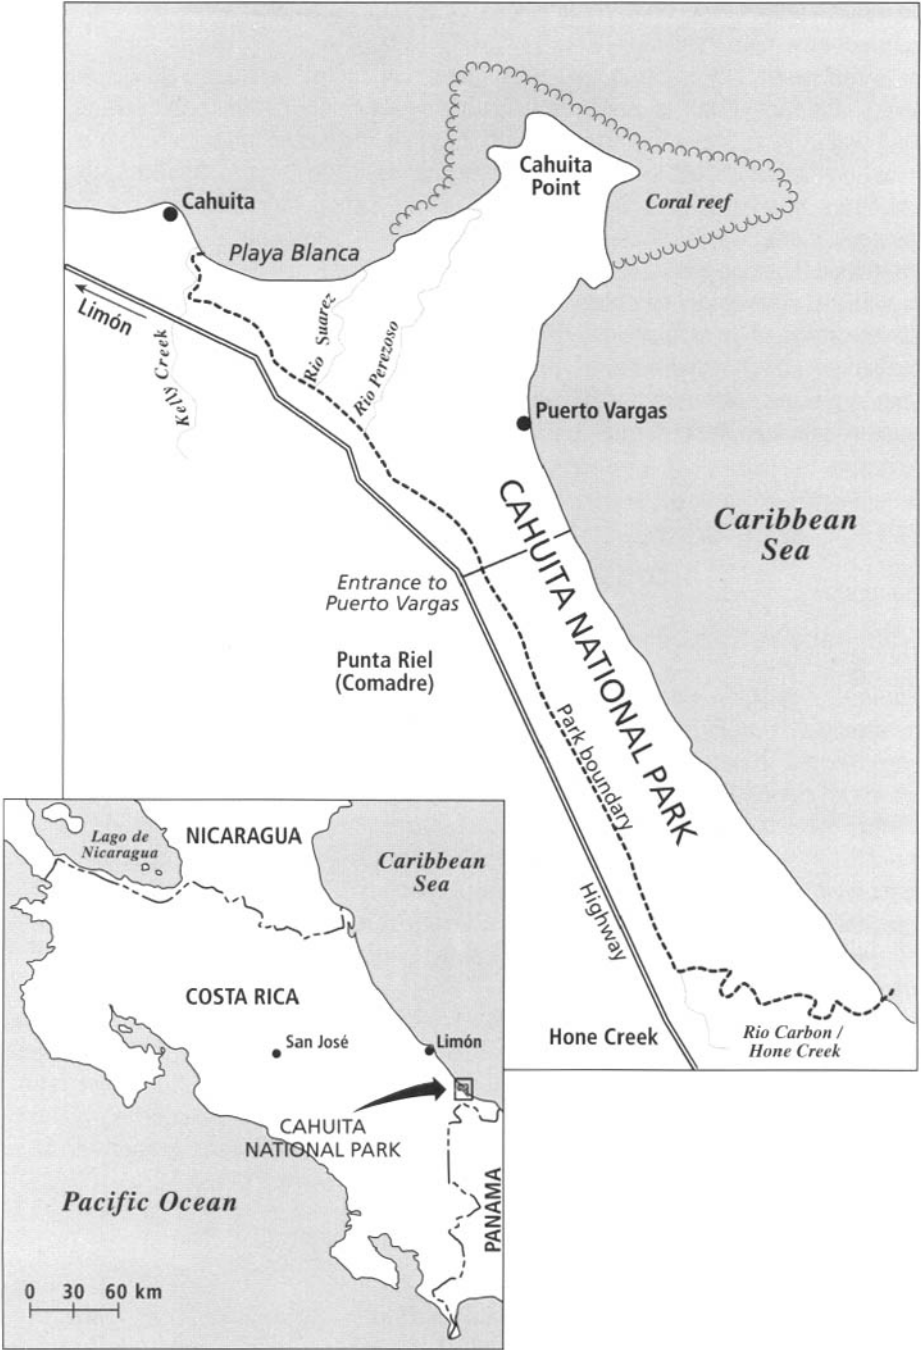 Cahuita
Point
Coral reef
Cahuita
Playa Blanca
Limón
Kelly Creek
Rio Suarez
Rio Perezoso
Puerto Vargas
CAHUITA NATIONAL PARK
Caribbean
Sea
Entrance to
Puerto Vargas
Punta Riel
(Comadre)
Park boundary
Highway
Hone Creek
Rio Carbon /
Hone Creek
Lago de
Nicaragua
NICARAGUA
Caribbean
Sea
COSTA RICA
San José
Limón
CAHUITA
NATIONAL PARK
PANAMA
Pacific Ocean
0 30 60 km